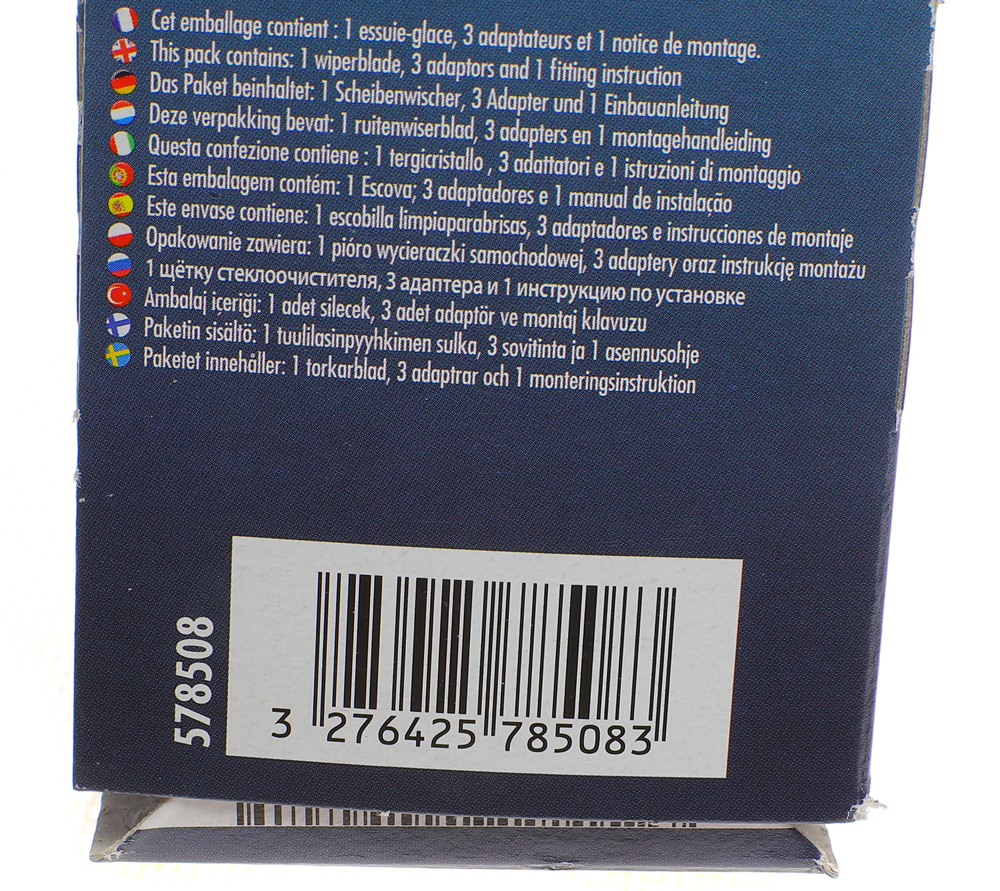 Cet emballage contient : 1 essuie-glace, 3 adaptateurs et 1 notice de montage.
This pack contains: 1 wiperblade, 3 adaptors and 1 fitting instruction
Das Paket beinhaltet: 1 Scheibenwischer, 3 Adapter und 1 Einbauanleitung
Deze verpakking bevat: 1 ruitenwiserblad, 3 adapters en 1 montagehandleiding
Questa confezione contiene : 1 tergicristallo , 3 adattatori e 1 istruzioni di montaggio
Esta embalagem contém: 1 Escova; 3 adaptadores e 1 manual de instalação
Este envase contiene: 1 escobilla limpiaparabrisas, 3 adaptadores e instrucciones de montaje
Opakowanie zawiera: 1 pióro wycieraczki samochodowej, 3 adaptery oraz instrukcję montażu
1 щётку стеклоочистителя, 3 адаптера и 1 инструкцию по установке
Ambalaj içeriği: 1 adet silecek, 3 adet adaptör ve montaj kılavuzu
Paketin sisältö: 1 tuulilasinpyyhkimen sulka, 3 sovitinta ja 1 asennusohje
Paketet innehåller: 1 torkarblad, 3 adaptrar och 1 monteringsinstruktion
578508
3 276425 785083